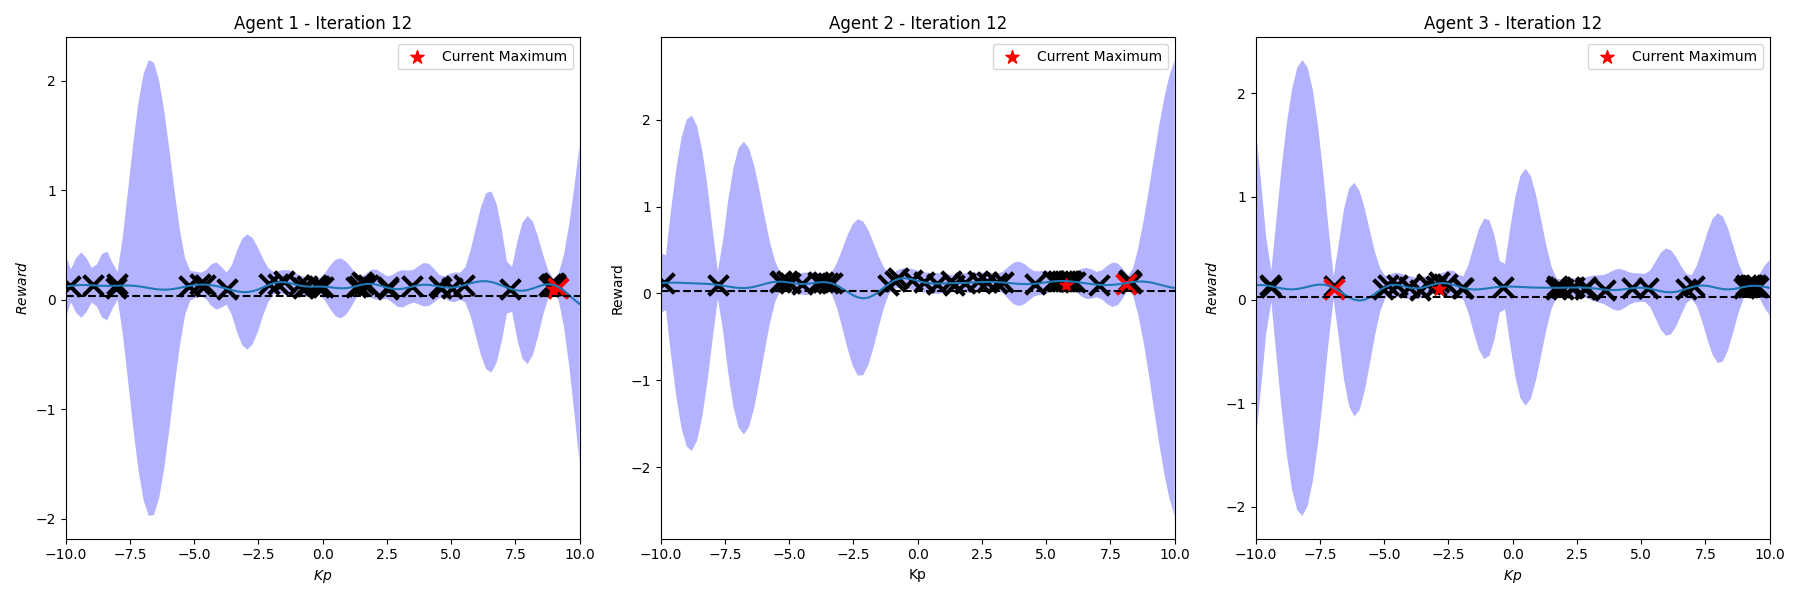 Agent 1 - Iteration 12
Current Maximum
2
1
0
−1
−2
Reward
−10.0 −7.5 −5.0 −2.5 0.0 2.5 5.0 7.5 10.0
Kp
Agent 2 - Iteration 12
Current Maximum
2
1
0
−1
−2
Reward
−10.0 −7.5 −5.0 −2.5 0.0 2.5 5.0 7.5 10.0
Kp
Agent 3 - Iteration 12
Current Maximum
2
1
0
−1
−2
Reward
−10.0 −7.5 −5.0 −2.5 0.0 2.5 5.0 7.5 10.0
Kp